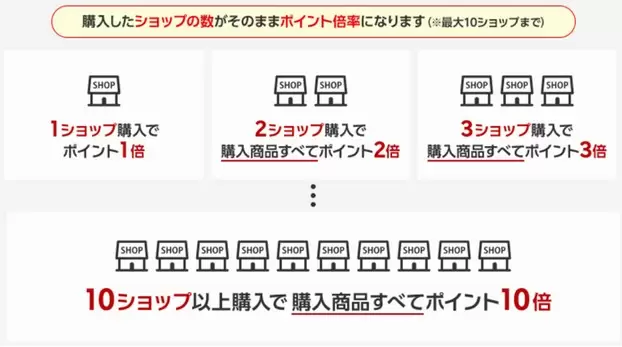 購入したショップの数がそのままポイント倍率になります(※最大10ショップまで)
SHOP
1ショップ購入で
ポイント1倍
SHOP SHOP
2ショップ購入で
購入商品すべてポイント2倍
SHOP SHOP SHOP
3ショップ購入で
購入商品すべてポイント3倍
SHOP SHOP SHOP SHOP SHOP SHOP SHOP SHOP SHOP SHOP
10ショップ以上購入で 購入商品すべてポイント10倍